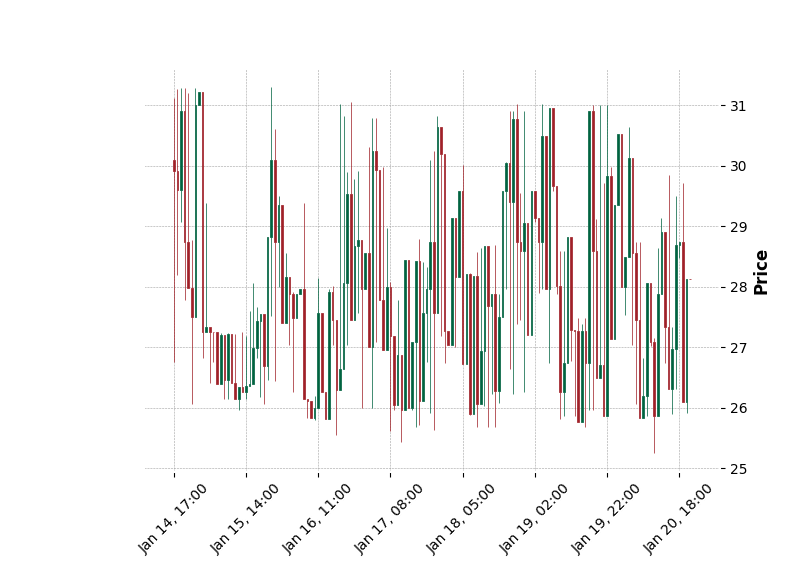 31
30
29
28
27
26
25
Price
Jan 14, 17:00
Jan 15, 14:00
Jan 16, 11:00
Jan 17, 08:00
Jan 18, 05:00
Jan 19, 02:00
Jan 19, 22:00
Jan 20, 18:00